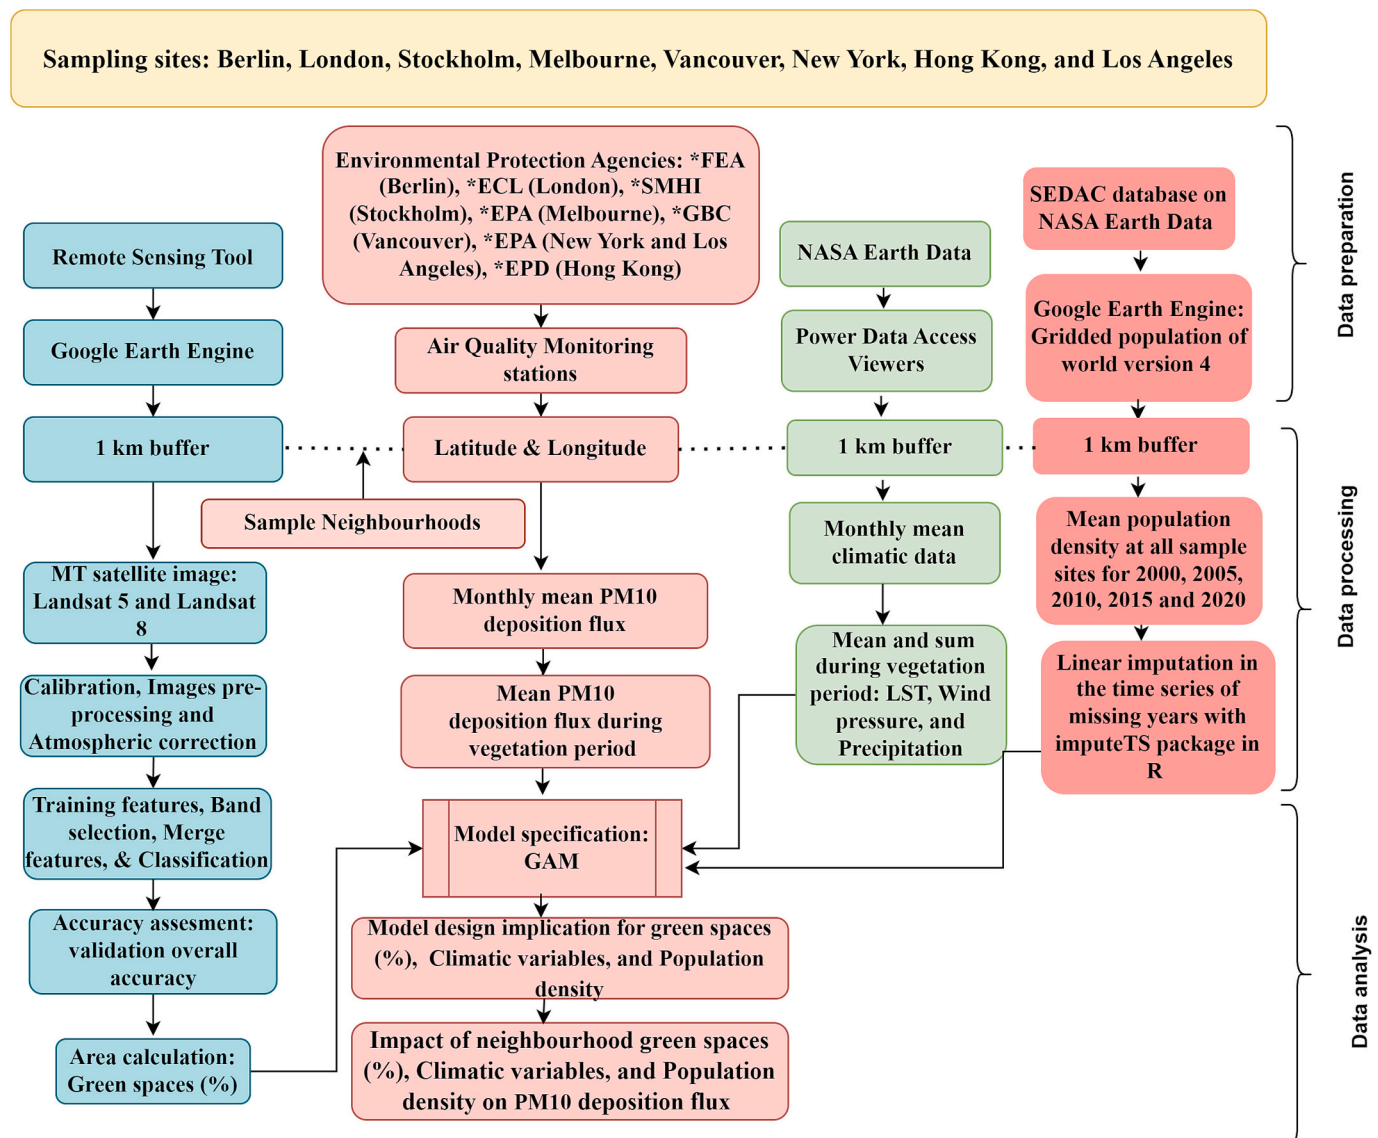 Sampling sites: Berlin, London, Stockholm, Melbourne, Vancouver, New York, Hong Kong, and Los Angeles
Remote Sensing Tool
Google Earth Engine
1 km buffer
MT satellite image:
Landsat 5 and Landsat
8
Calibration, Images pre-
processing and
Atmospheric correction
Training features, Band
selection, Merge
features, & Classification
Accuracy assesment:
validation overall
accuracy
Area calculation:
Green spaces (%)
Environmental Protection Agencies: *FEA
(Berlin), *ECL (London), *SMHI
(Stockholm), *EPA (Melbourne), *GBC
(Vancouver), *EPA (New York and Los
Angeles), *EPD (Hong Kong)
Air Quality Monitoring
stations
Latitude & Longitude
Sample Neighbourhoods
Monthly mean PM10
deposition flux
Mean PM10
deposition flux during
vegetation period
Model specification:
GAM
Model design implication for green spaces
(%), Climatic variables, and Population
density
Impact of neighbourhood green spaces
(%), Climatic variables, and Population
density on PM10 deposition flux
NASA Earth Data
Power Data Access
Viewers
1 km buffer
Monthly mean
climatic data
Mean and sum
during vegetation
period: LST, Wind
pressure, and
Precipitation
SEDAC database on
NASA Earth Data
Google Earth Engine:
Gridded population of
world version 4
1 km buffer
Mean population
density at all sample
sites for 2000, 2005,
2010, 2015 and 2020
Linear imputation in
the time series of
missing years with
imputeTS package in
R
Data preparation
Data processing
Data analysis